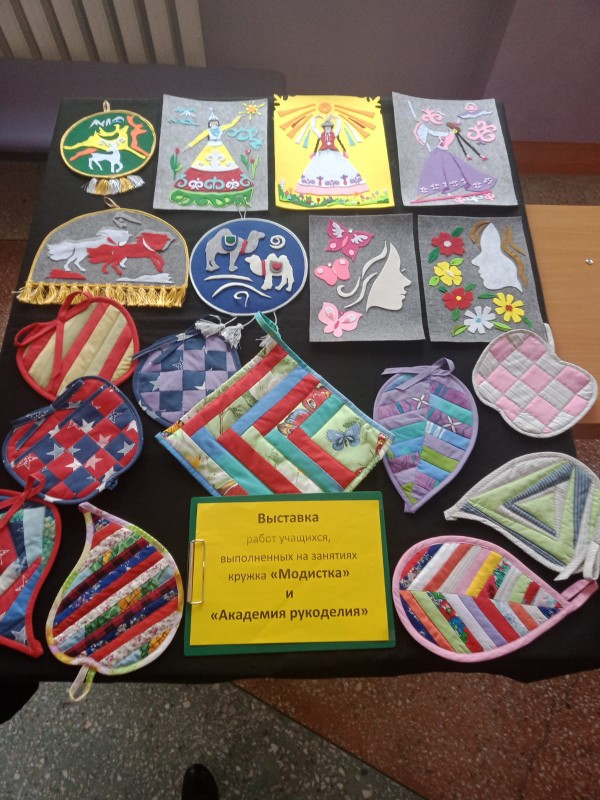 Выставка
работ учащихся,
выполненных на занятиях
кружка «Модистка»
и
«Академия рукоделия»